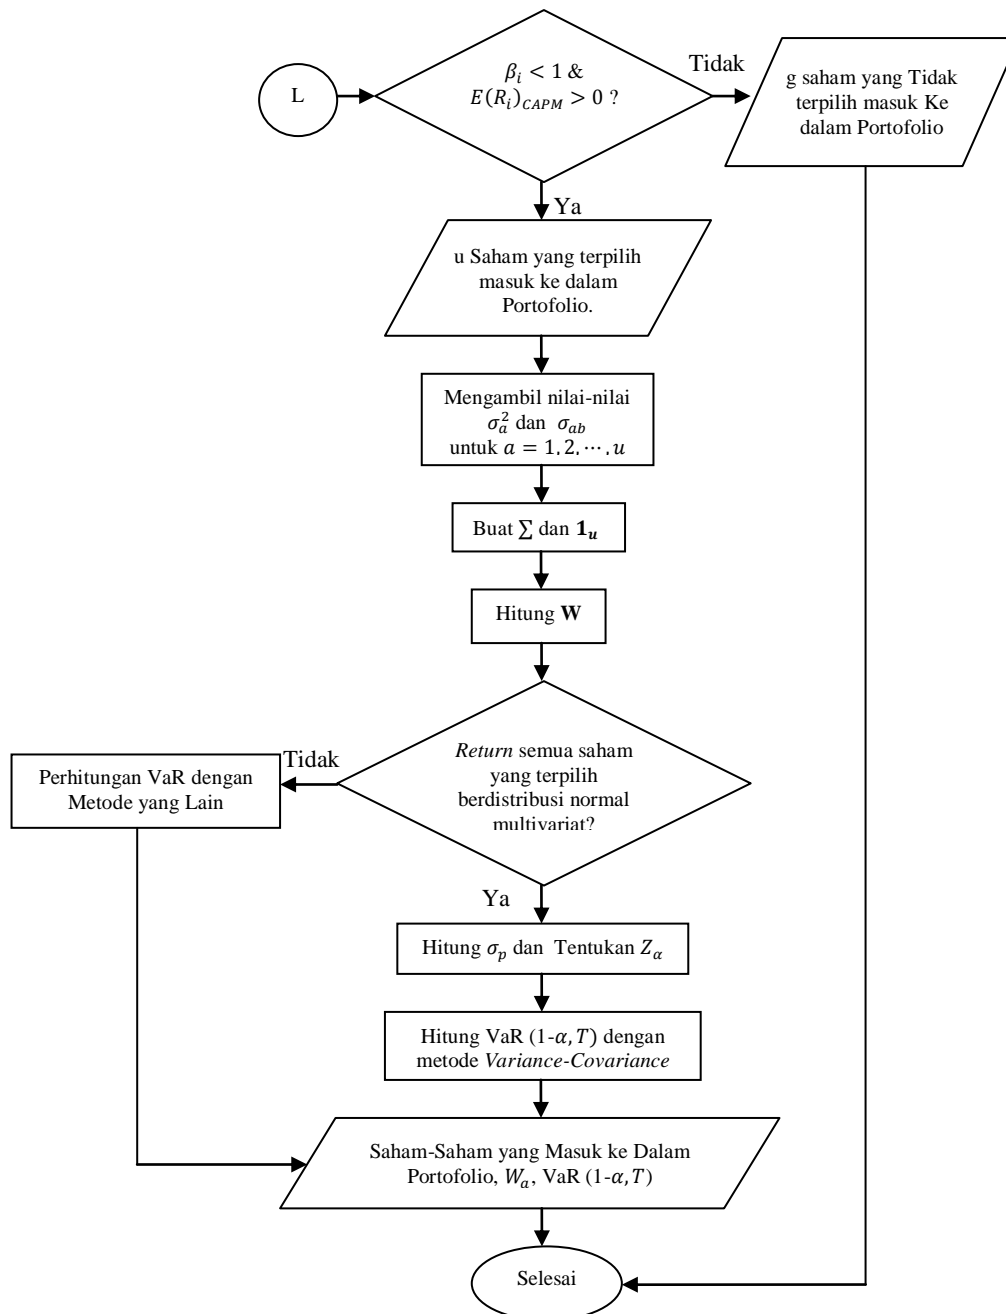 L
β_i < 1 &
E(R_i)_CAPM > 0 ?
Tidak
g saham yang Tidak
terpilih masuk Ke
dalam Portofolio
Ya
u Saham yang terpilih
masuk ke dalam
Portofolio.
Mengambil nilai-nilai
σ_a^2 dan σ_ab
untuk a = 1, 2, ⋯, u
Buat ∑ dan 1_u
Hitung W
Return semua saham
yang terpilih
berdistribusi normal
multivariat?
Tidak
Perhitungan VaR dengan
Metode yang Lain
Ya
Hitung σ_p dan Tentukan Z_α
Hitung VaR (1-α, T) dengan
metode Variance-Covariance
Saham-Saham yang Masuk ke Dalam
Portofolio, W_a, VaR (1-α, T)
Selesai